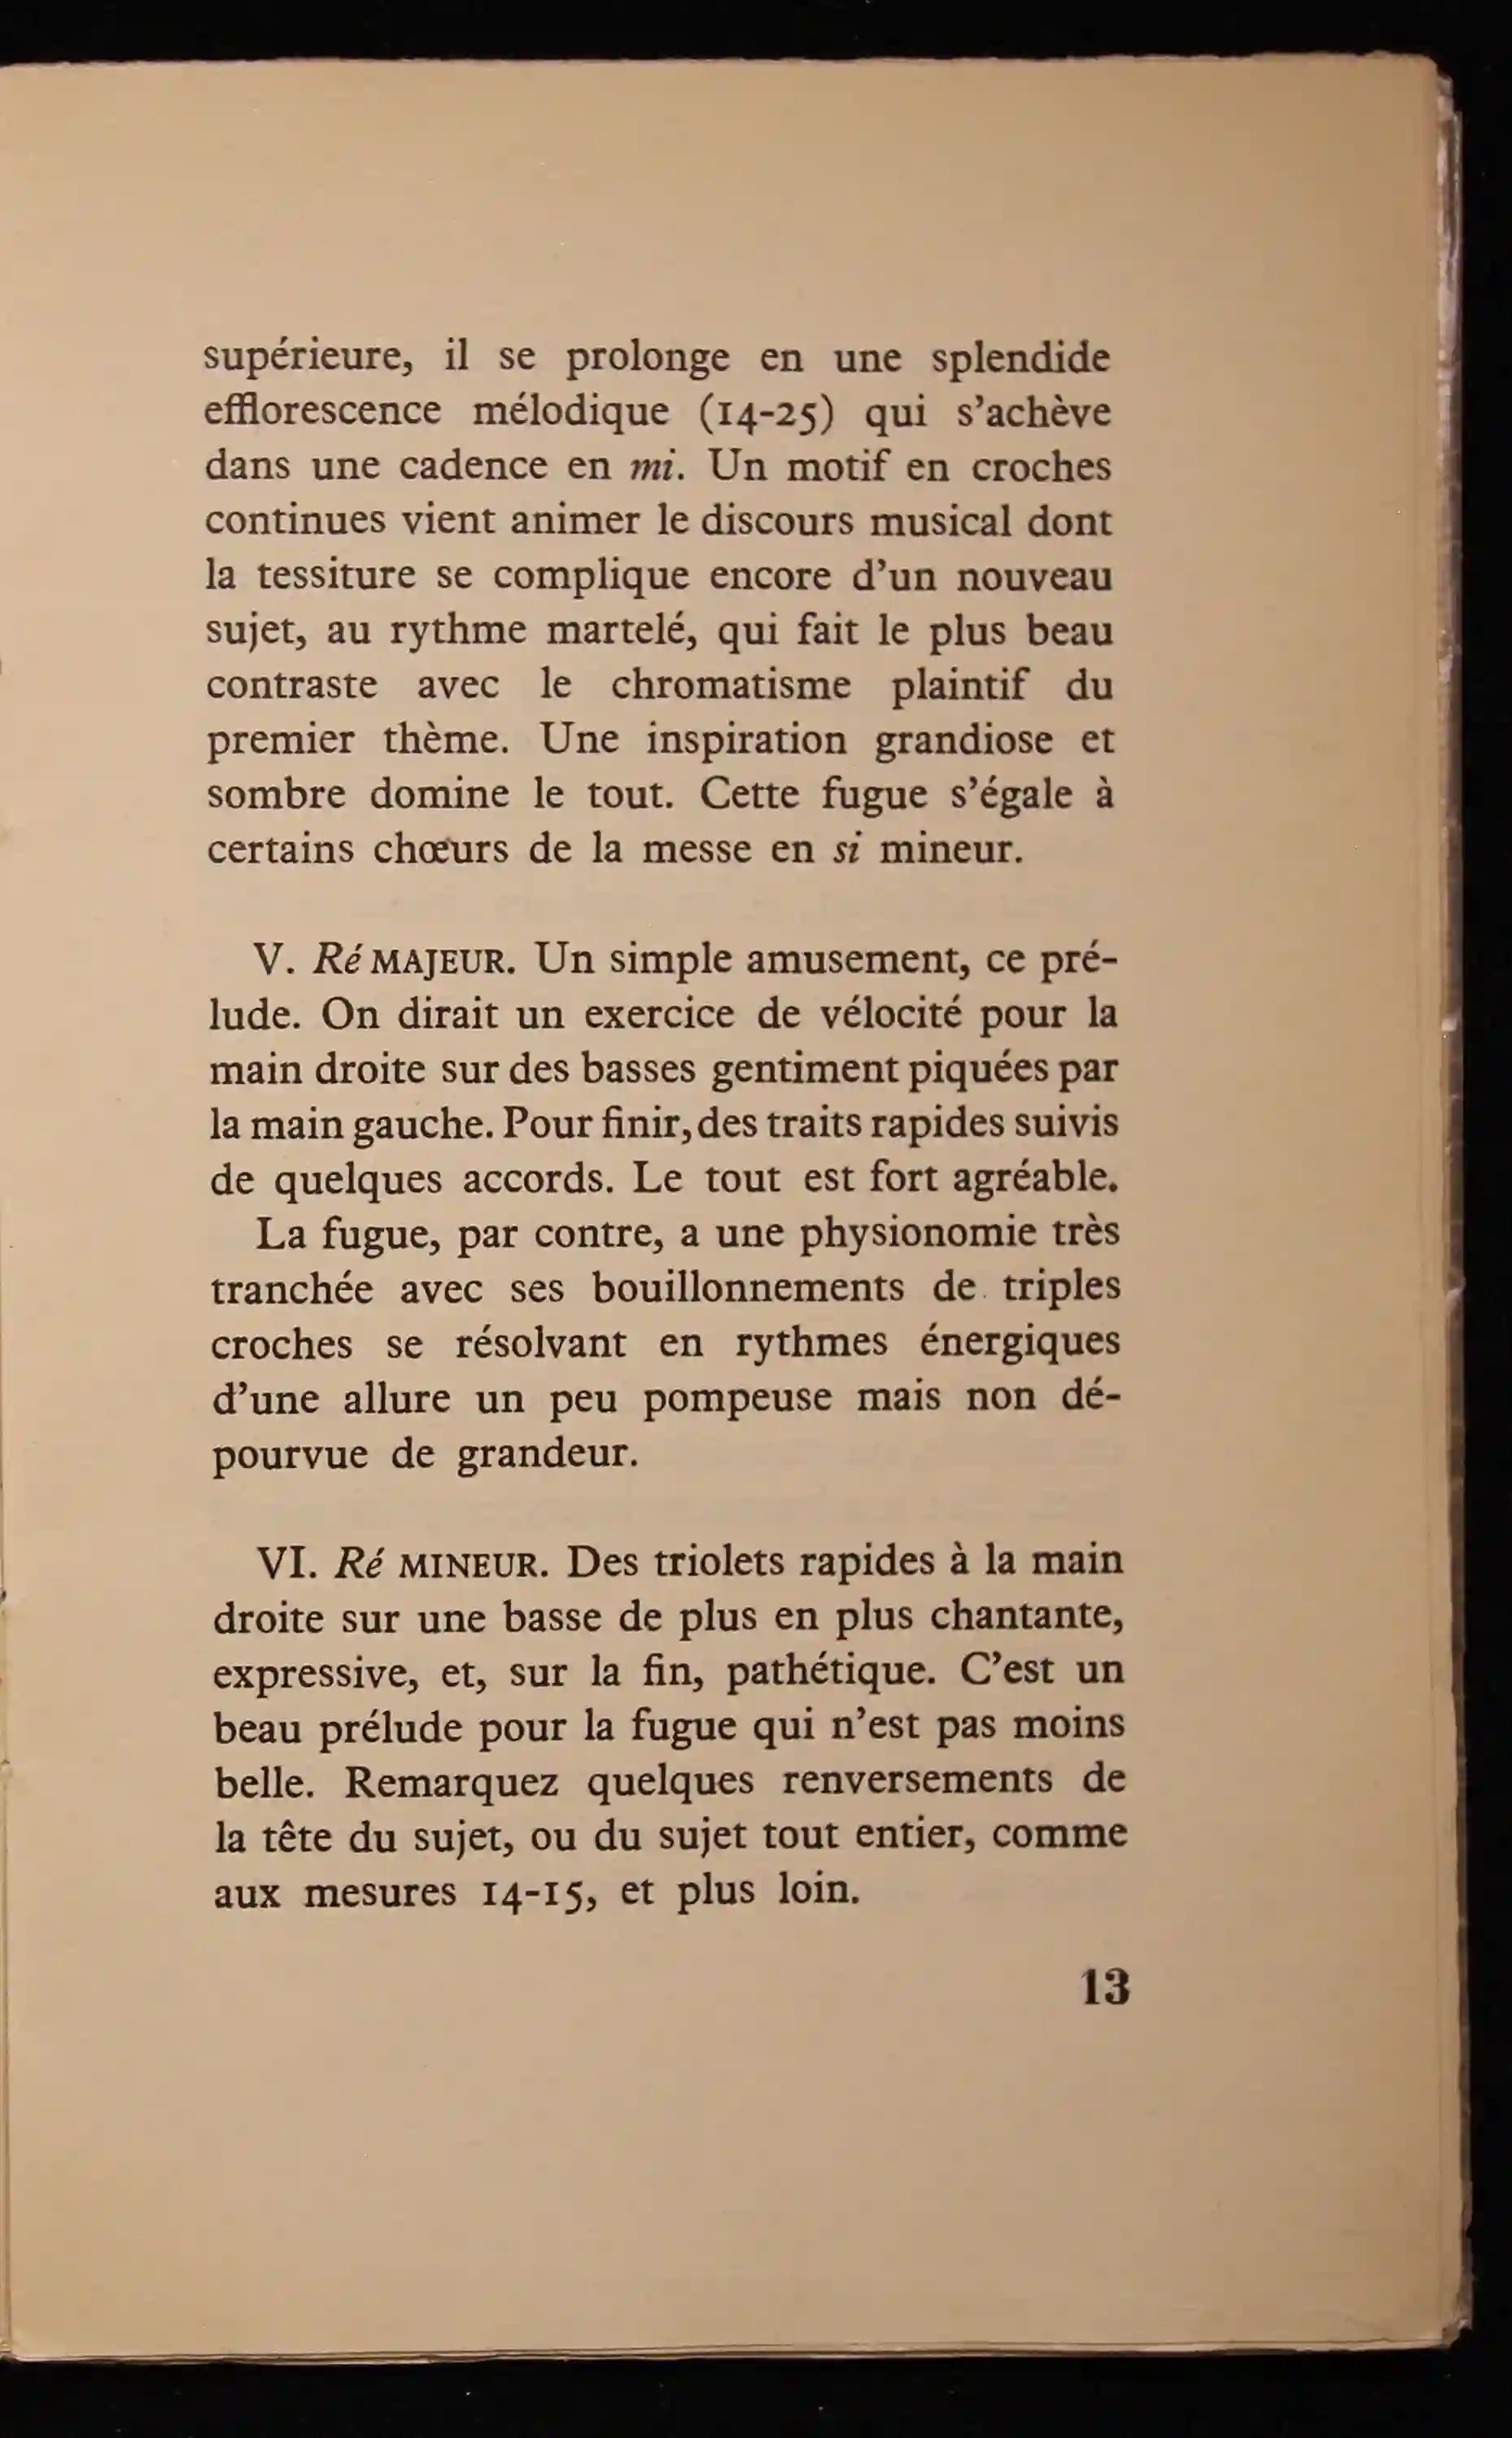 supérieure, il se prolonge en une splendide
efflorescence mélodique (14-25) qui s’achève
dans une cadence en mi. Un motif en croches
continues vient animer le discours musical dont
la tessiture se complique encore d’un nouveau
sujet, au rythme martelé, qui fait le plus beau
contraste avec le chromatisme plaintif du
premier thème. Une inspiration grandiose et
sombre domine le tout. Cette fugue s’égale à
certains chœurs de la messe en si mineur.
V. Ré MAJEUR. Un simple amusement, ce pré-
lude. On dirait un exercice de vélocité pour la
main droite sur des basses gentiment piquées par
la main gauche. Pour finir, des traits rapides suivis
de quelques accords. Le tout est fort agréable.
La fugue, par contre, a une physionomie très
tranchée avec ses bouillonnements de triples
croches se résolvant en rythmes énergiques
d’une allure un peu pompeuse mais non dé-
pourvue de grandeur.
VI. Ré MINEUR. Des triolets rapides à la main
droite sur une basse de plus en plus chantante,
expressive, et, sur la fin, pathétique. C’est un
beau prélude pour la fugue qui n’est pas moins
belle. Remarquez quelques renversements de
la tête du sujet, ou du sujet tout entier, comme
aux mesures 14-15, et plus loin.
13